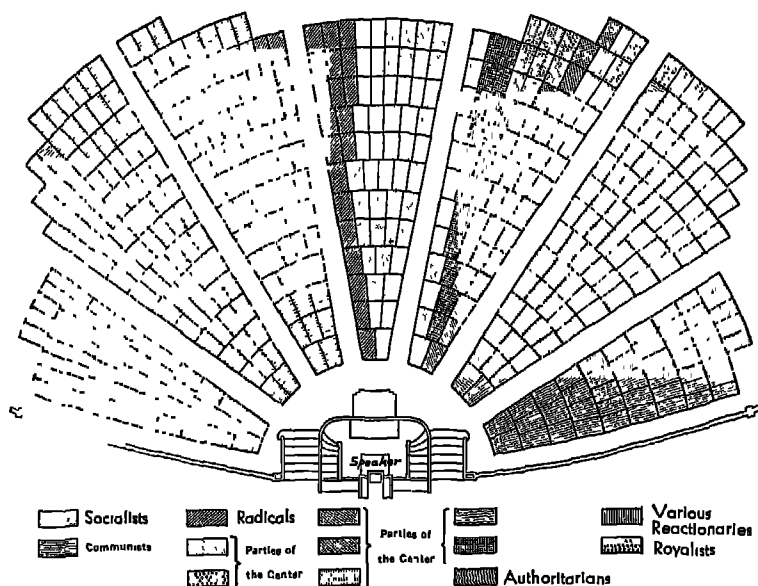 Speaker
Socialists
Communists
Radicals
Parties of
the Center
Parties of
the Center
Authoritarians
Various
Reactionaries
Royalists